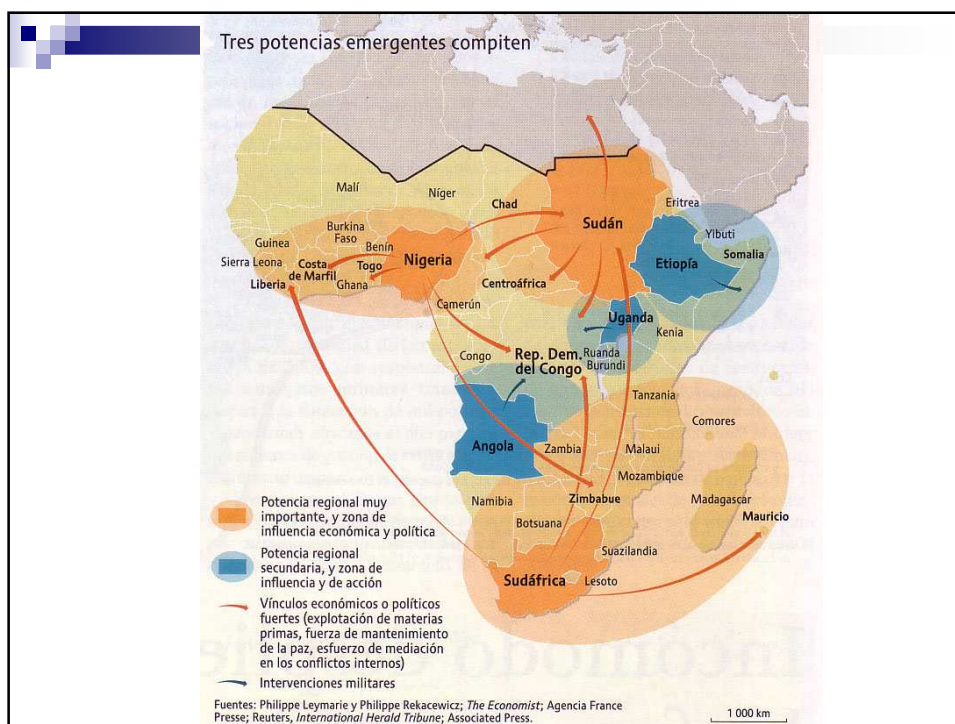 Tres potencias emergentes compiten
Malí
Níger
Chad
Sudán
Eritrea
Yibuti
Somalia
Etiopía
Burkina
Faso
Guinea
Benín
Sierra Leona
Costa
de Marfil
Togo
Nigeria
Liberia
Ghana
Centroáfrica
Camerún
Uganda
Kenia
Congo
Rep. Dem.
del Congo
Ruanda
Burundi
Tanzania
Comores
Angola
Zambia
Malaui
Mozambique
Namibia
Zimbabue
Madagascar
Mauricio
Botsuana
Suazilandia
Sudáfrica
Lesoto
Potencia regional muy
importante, y zona de
influencia económica y política
Potencia regional
secundaria, y zona de
influencia y de acción
Vínculos económicos o políticos
fuertes (explotación de materias
primas, fuerza de mantenimiento
de la paz, esfuerzo de mediación
en los conflictos internos)
Intervenciones militares
Fuentes: Philippe Leymarie y Philippe Rekacewicz; The Economist; Agencia France
Presse; Reuters, International Herald Tribune; Associated Press.
1 000 km